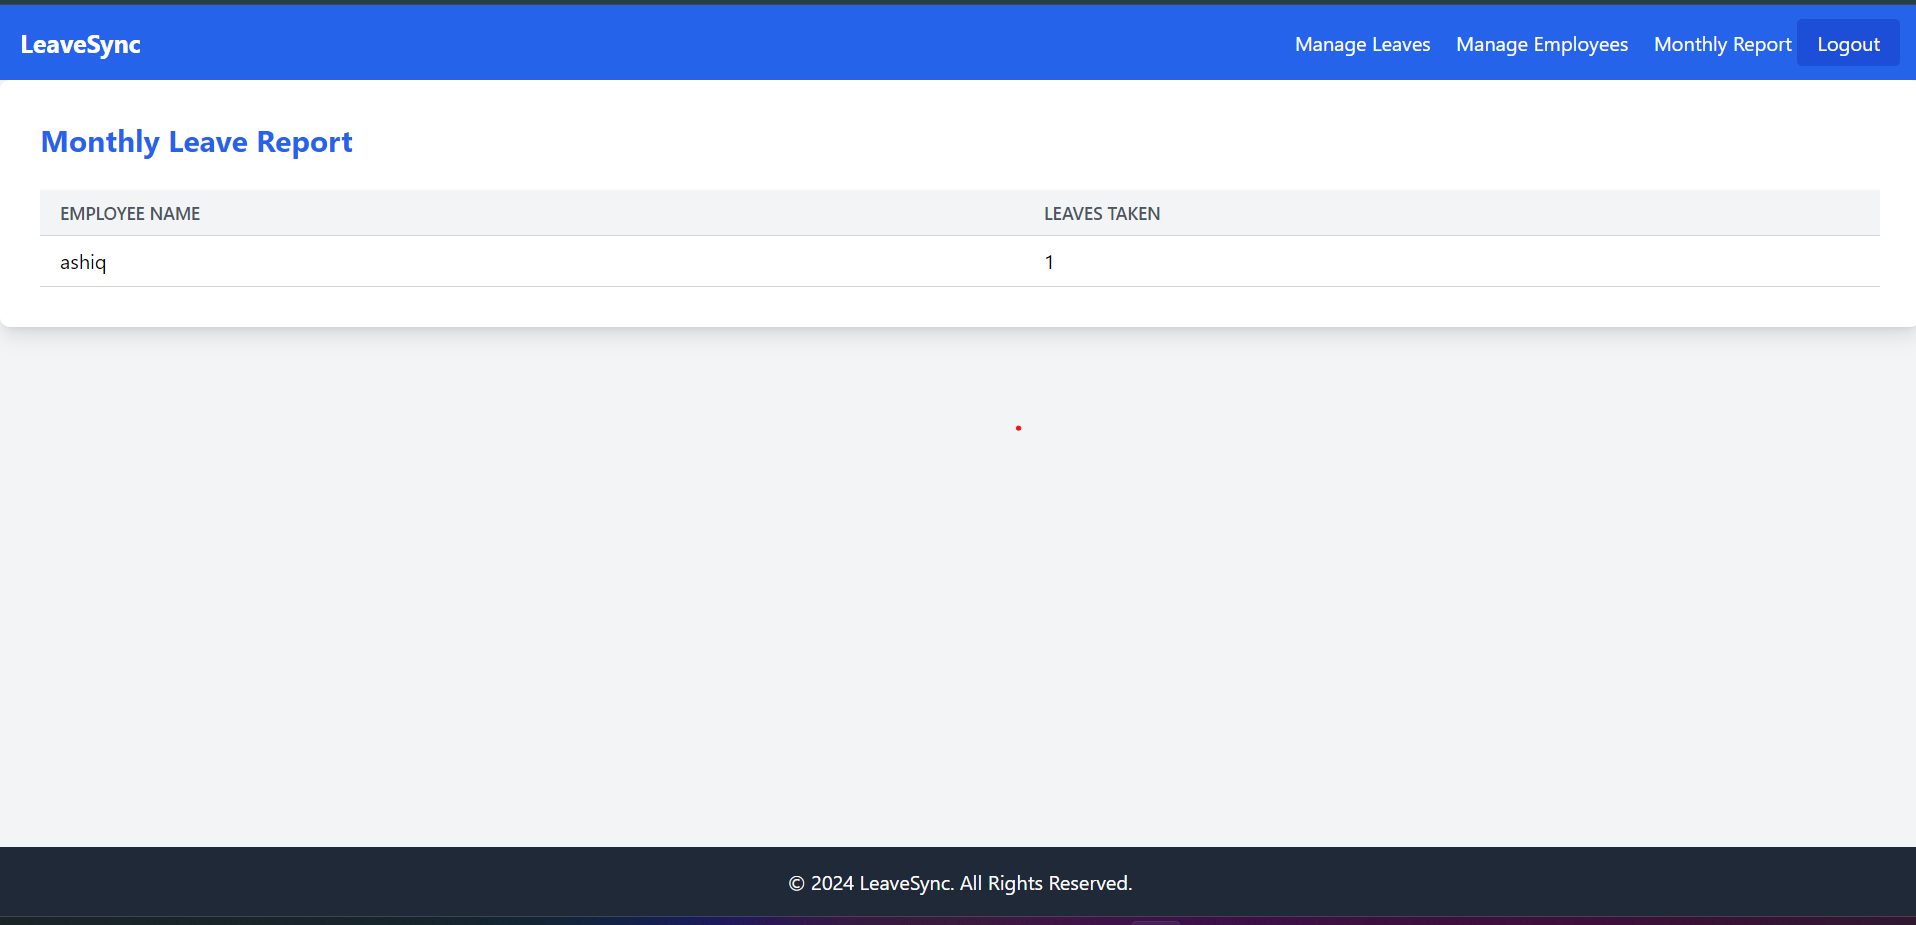 LeaveSync
Manage Leaves Manage Employees Monthly Report Logout
Monthly Leave Report
EMPLOYEE NAME LEAVES TAKEN
ashiq 1
© 2024 LeaveSync. All Rights Reserved.